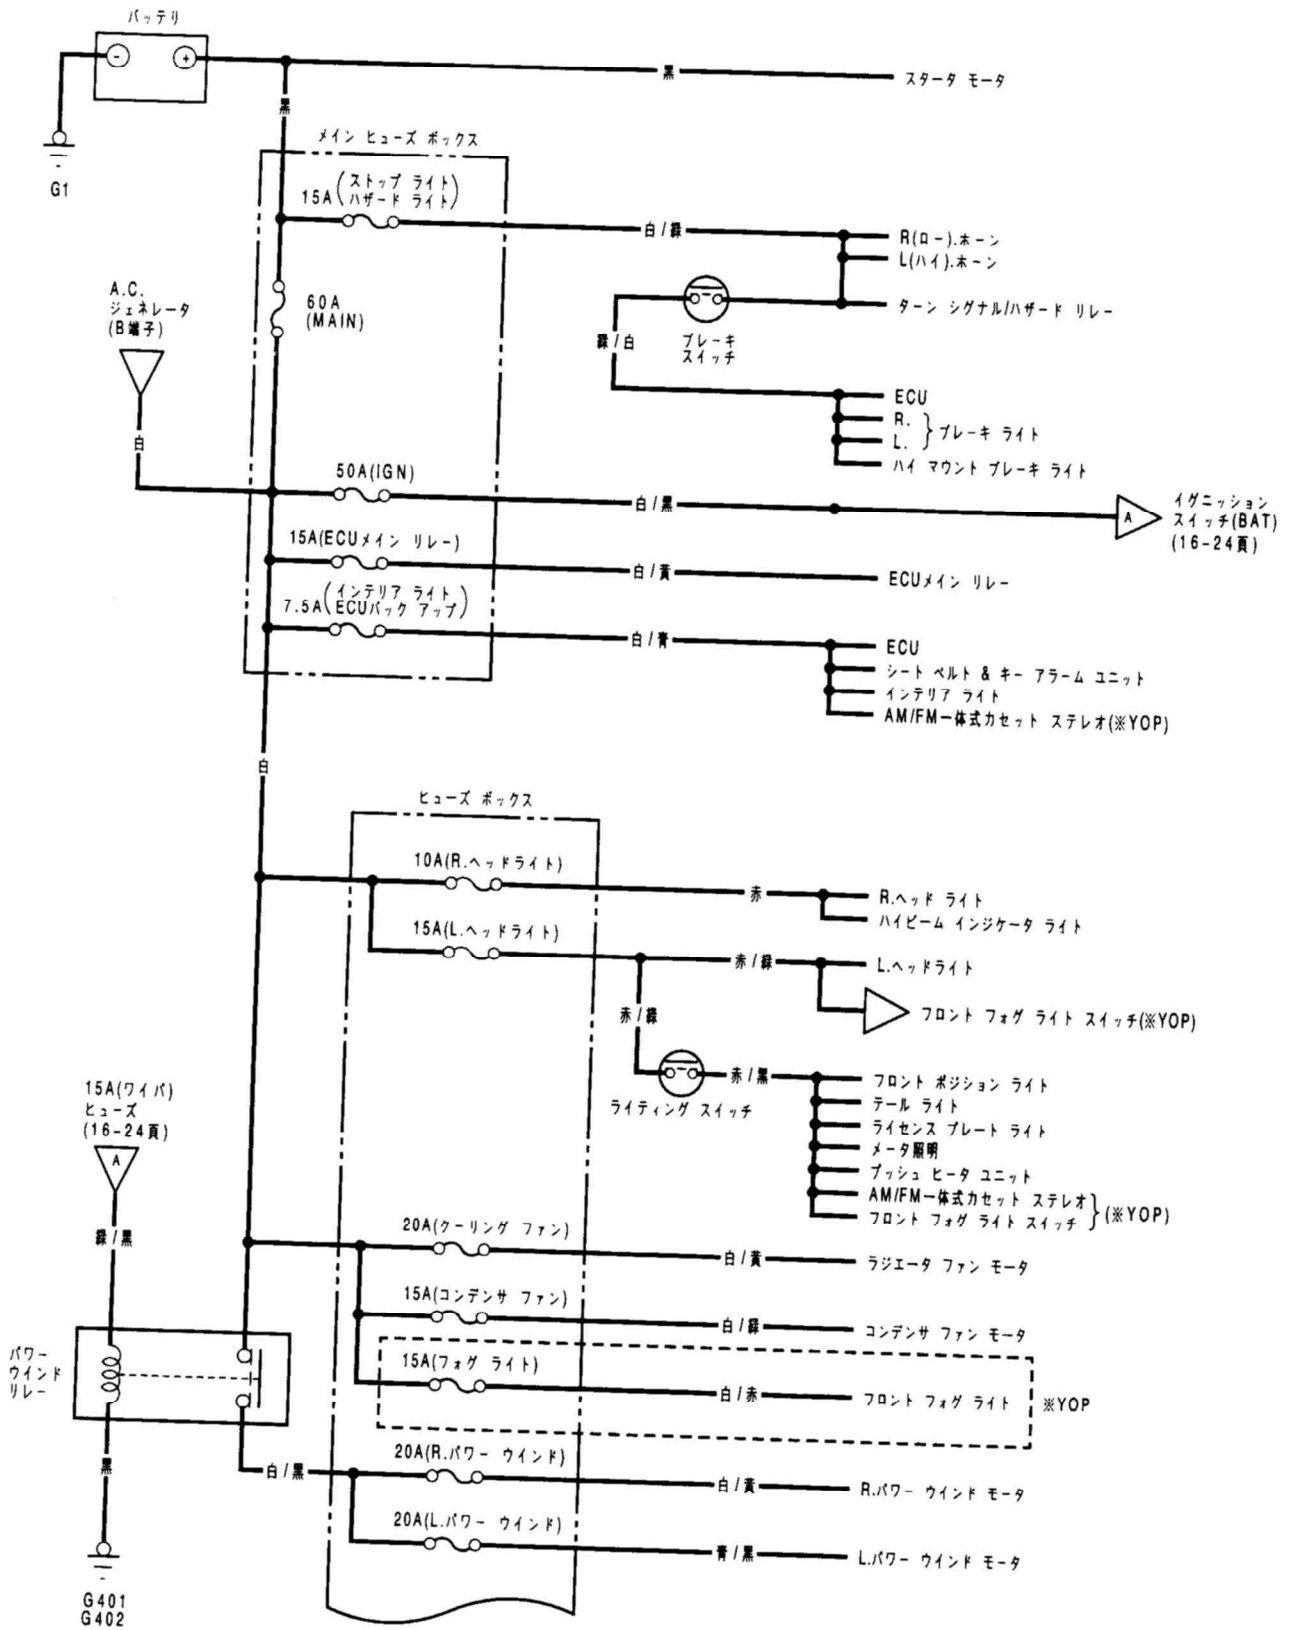 バッテリ
黒
スタータ モータ
黒
G1
メイン ヒューズ ボックス
15A(ストップ ライト
ハザード ライト)
白/緑
R(ロー).ホーン
L(ハイ).ホーン
ターン シグナル/ハザード リレー
A.C.
ジェネレータ
(B端子)
60A
(MAIN)
緑/白
ブレーキ
スイッチ
ECU
R.
L.
ブレーキ ライト
ハイ マウント ブレーキ ライト
白
50A(IGN)
白/黒
A
イグニッション
スイッチ(BAT)
(16-24頁)
15A(ECUメイン リレー)
白/黄
ECUメイン リレー
7.5A(インテリア ライト
ECUバック アップ)
白/青
ECU
シート ベルト & キー アラーム ユニット
インテリア ライト
AM/FM一体式カセット ステレオ(※YOP)
白
ヒューズ ボックス
10A(R.ヘッドライト)
赤
R.ヘッド ライト
ハイビーム インジケータ ライト
15A(L.ヘッドライト)
赤/緑
L.ヘッドライト
赤/緑
フロント フォグ ライト スイッチ(※YOP)
ライティング スイッチ
赤/黒
フロント ポジション ライト
テール ライト
ライセンス プレート ライト
メータ照明
プッシュ ヒータ ユニット
AM/FM一体式カセット ステレオ
フロント フォグ ライト スイッチ
(※YOP)
15A(ワイパ)
ヒューズ
(16-24頁)
A
緑/黒
20A(クーリング ファン)
白/黄
ラジエータ ファン モータ
15A(コンデンサ ファン)
白/緑
コンデンサ ファン モータ
パワー
ウインド
リレー
15A(フォグ ライト)
白/赤
フロント フォグ ライト
※YOP
黒
白/黒
20A(R.パワー ウインド)
白/黄
R.パワー ウインド モータ
20A(L.パワー ウインド)
青/黒
L.パワー ウインド モータ
G401
G402